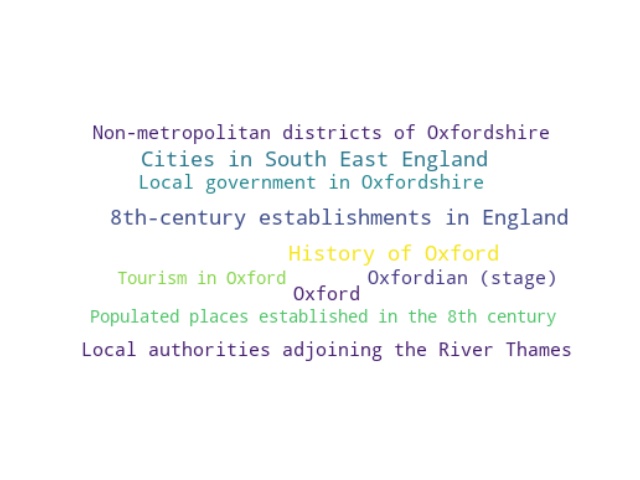 Non-metropolitan districts of Oxfordshire
Cities in South East England
Local government in Oxfordshire
8th-century establishments in England
History of Oxford
Tourism in Oxford
Oxfordian (stage)
Oxford
Populated places established in the 8th century
Local authorities adjoining the River Thames